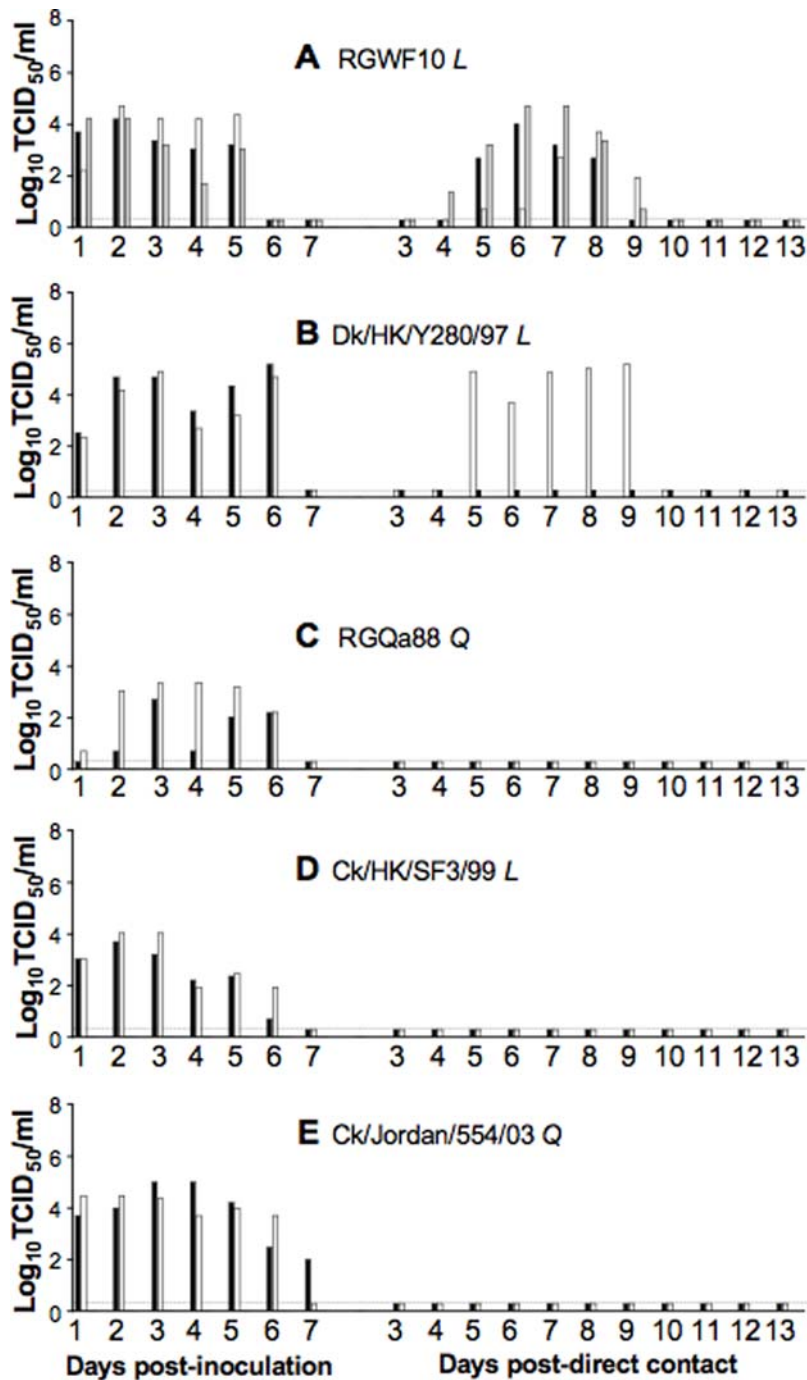 A RGWF10 L
Log10TCID50/ml
8
6
4
2
0
1 2 3 4 5 6 7 3 4 5 6 7 8 9 10 11 12 13
B Dk/HK/Y280/97 L
Log10TCID50/ml
8
6
4
2
0
1 2 3 4 5 6 7 3 4 5 6 7 8 9 10 11 12 13
C RGQa88 Q
Log10TCID50/ml
8
6
4
2
0
1 2 3 4 5 6 7 3 4 5 6 7 8 9 10 11 12 13
D Ck/HK/SF3/99 L
Log10TCID50/ml
8
6
4
2
0
1 2 3 4 5 6 7 3 4 5 6 7 8 9 10 11 12 13
E Ck/Jordan/554/03 Q
Log10TCID50/ml
8
6
4
2
0
1 2 3 4 5 6 7 3 4 5 6 7 8 9 10 11 12 13
Days post-inoculation Days post-direct contact